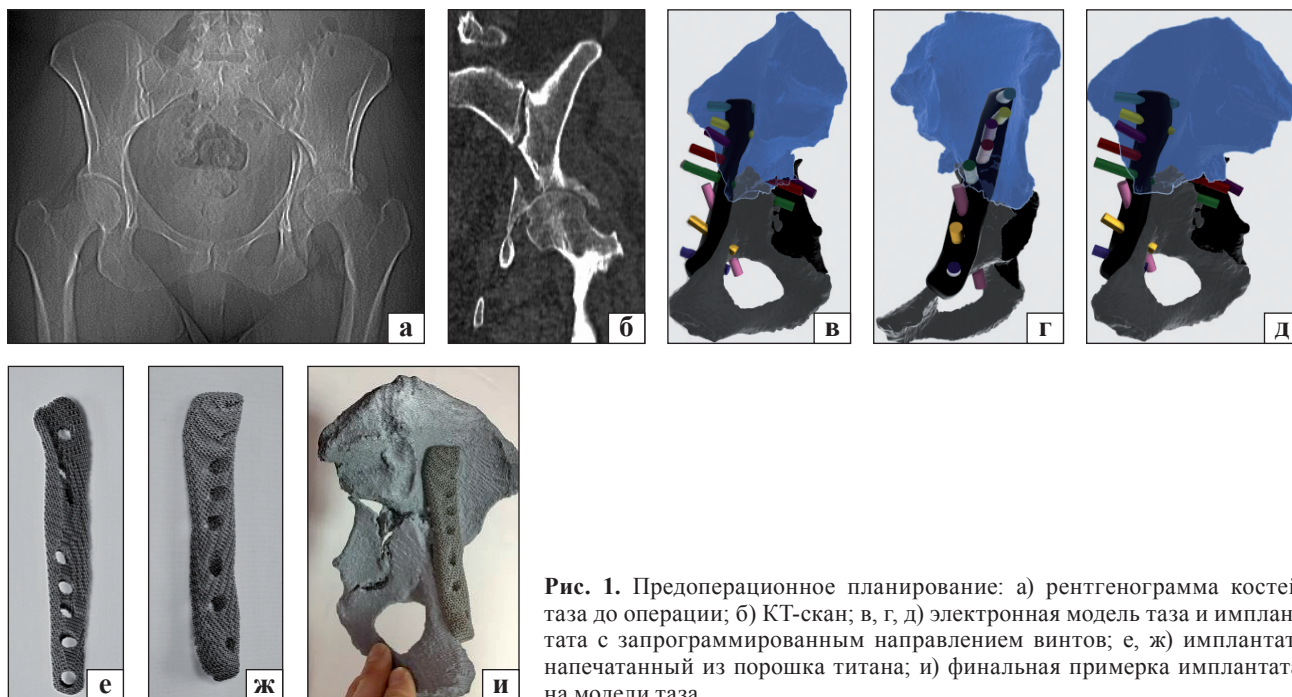 а
б
в
г
д
е
ж
и
Рис. 1. Предоперационное планирование: а) рентгенограмма костей
таза до операции; б) КТ-скан; в, г, д) электронная модель таза и имплан-
тата с запрограммированным направлением винтов; е, ж) имплантат,
напечатанный из порошка титана; и) финальная примерка имплантата
на модели таза